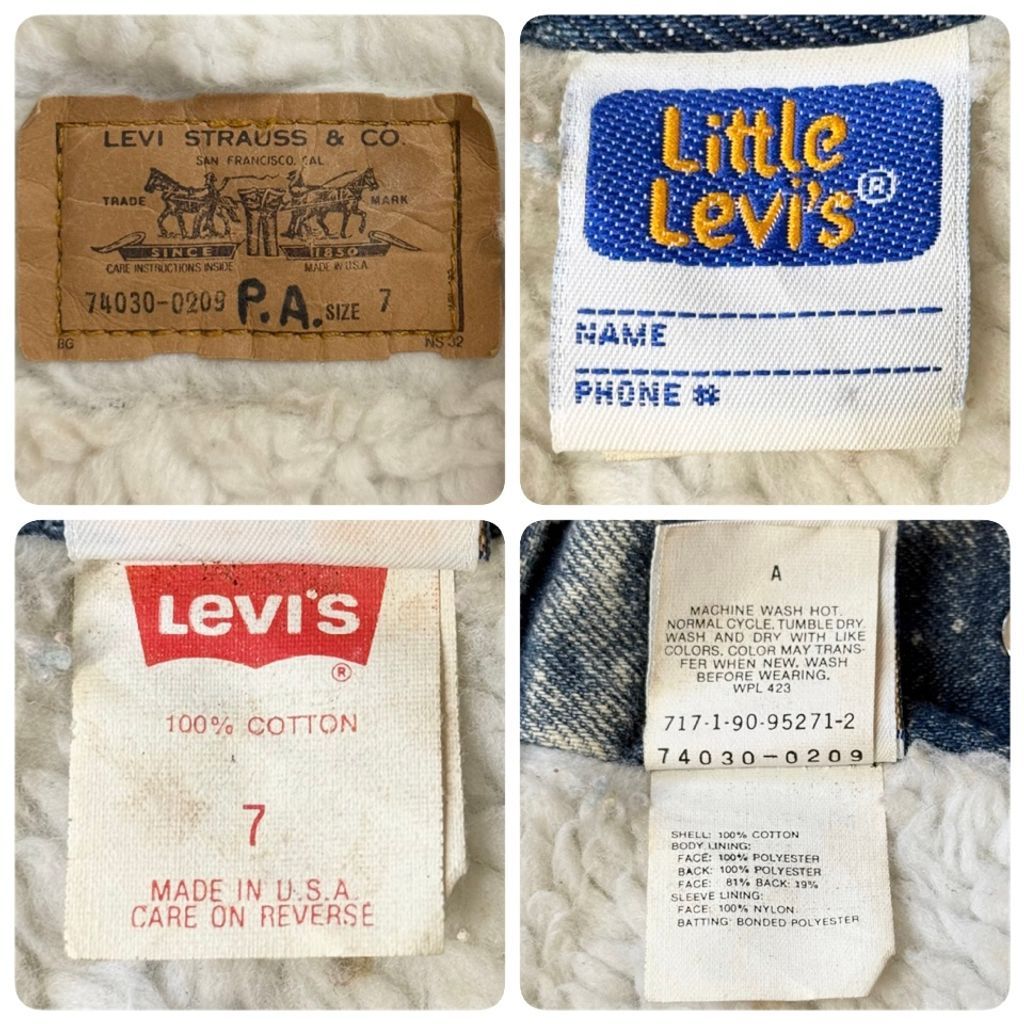 LEVI STRAUSS & CO.
SAN FRANCISCO, CAL
TRADE MARK
SINCE 1850
CARE INSTRUCTIONS INSIDE MADE IN U.S.A.
74030-0209 P.A. SIZE 7
BG NS 32
Little
Levi's ®
NAME
PHONE #
LEVI'S
®
100% COTTON
7
MADE IN U.S.A.
CARE ON REVERSE
A
MACHINE WASH HOT.
NORMAL CYCLE, TUMBLE DRY.
WASH AND DRY WITH LIKE
COLORS. COLOR MAY TRANS-
FER WHEN NEW. WASH
BEFORE WEARING.
WPL 423
717-1-90-95271-2
74030-0209
SHELL: 100% COTTON
BODY LINING:
FACE: 100% POLYESTER
BACK: 100% POLYESTER
FACE: 81% BACK: 19%
SLEEVE LINING:
FACE: 100% NYLON
BATTING: BONDED POLYESTER